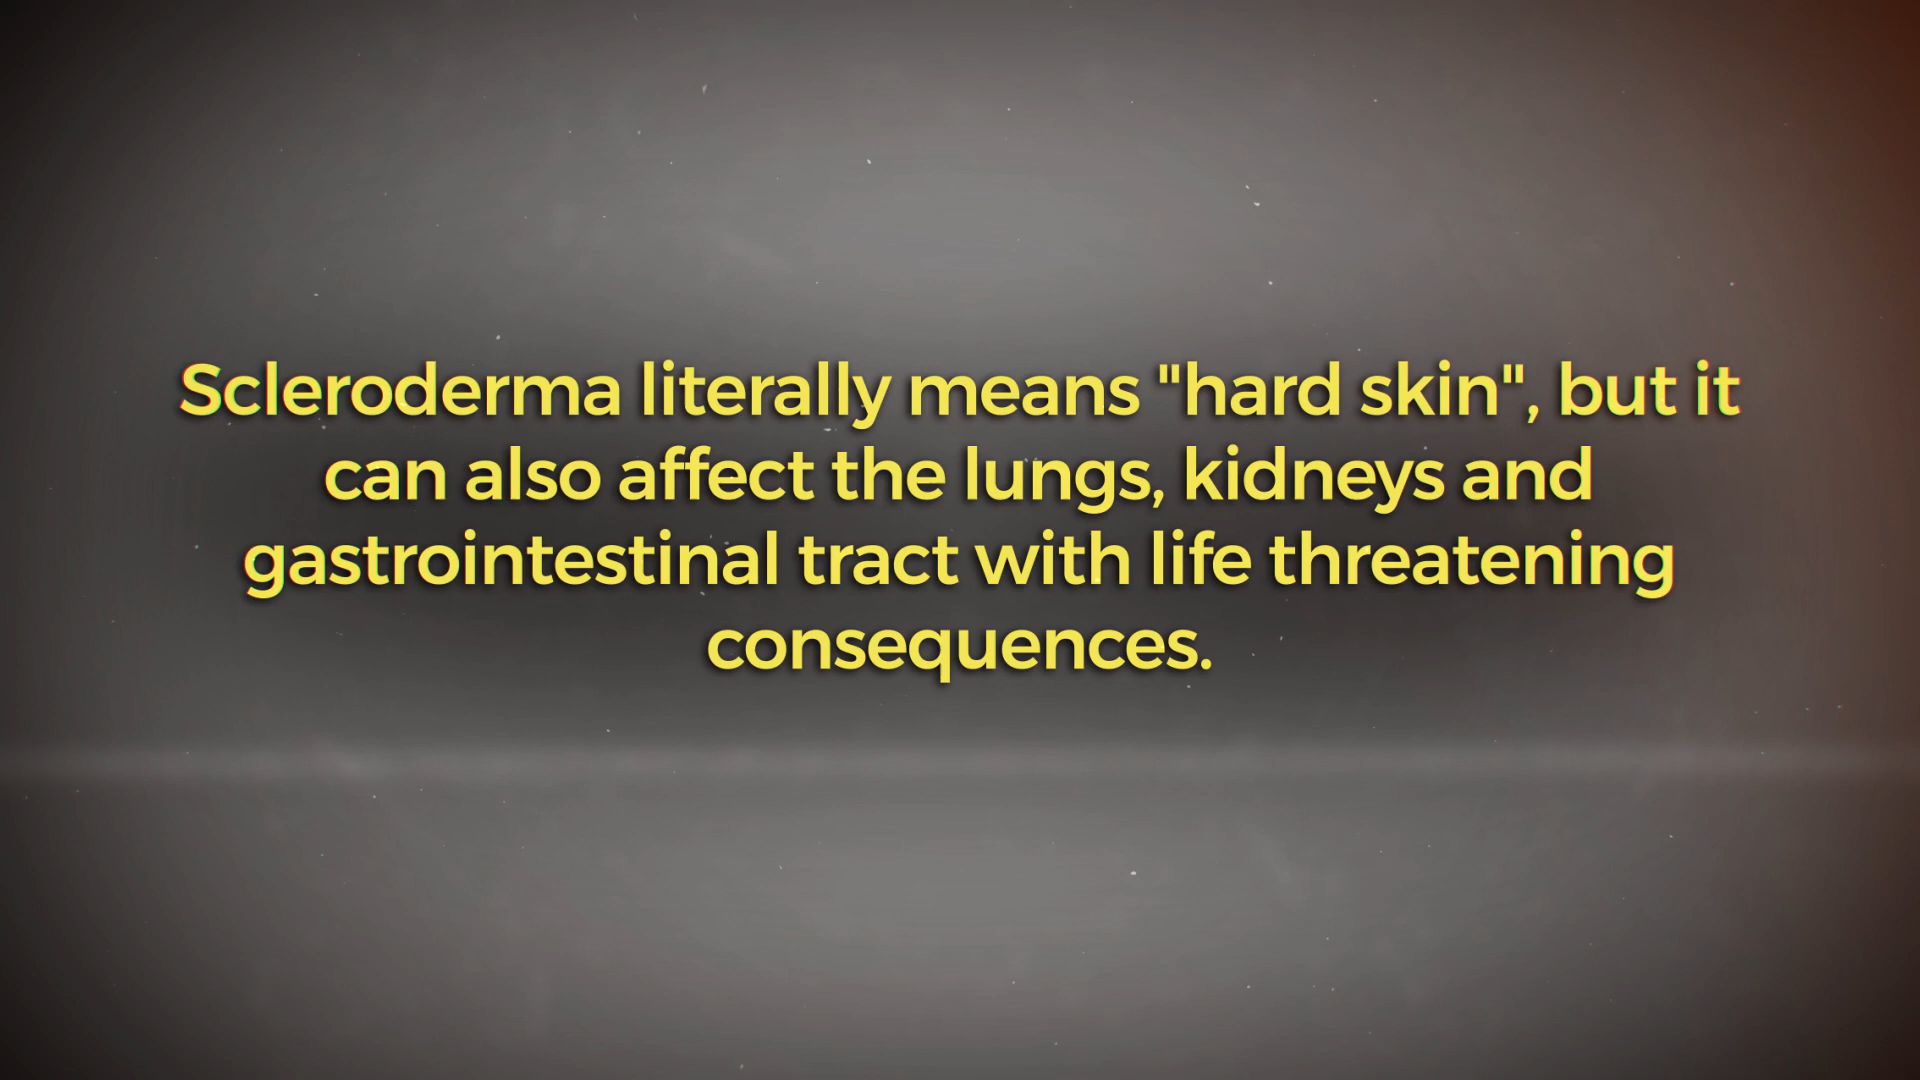 Scleroderma literally means "hard skin", but it
can also affect the lungs, kidneys and
gastrointestinal tract with life threatening
consequences.